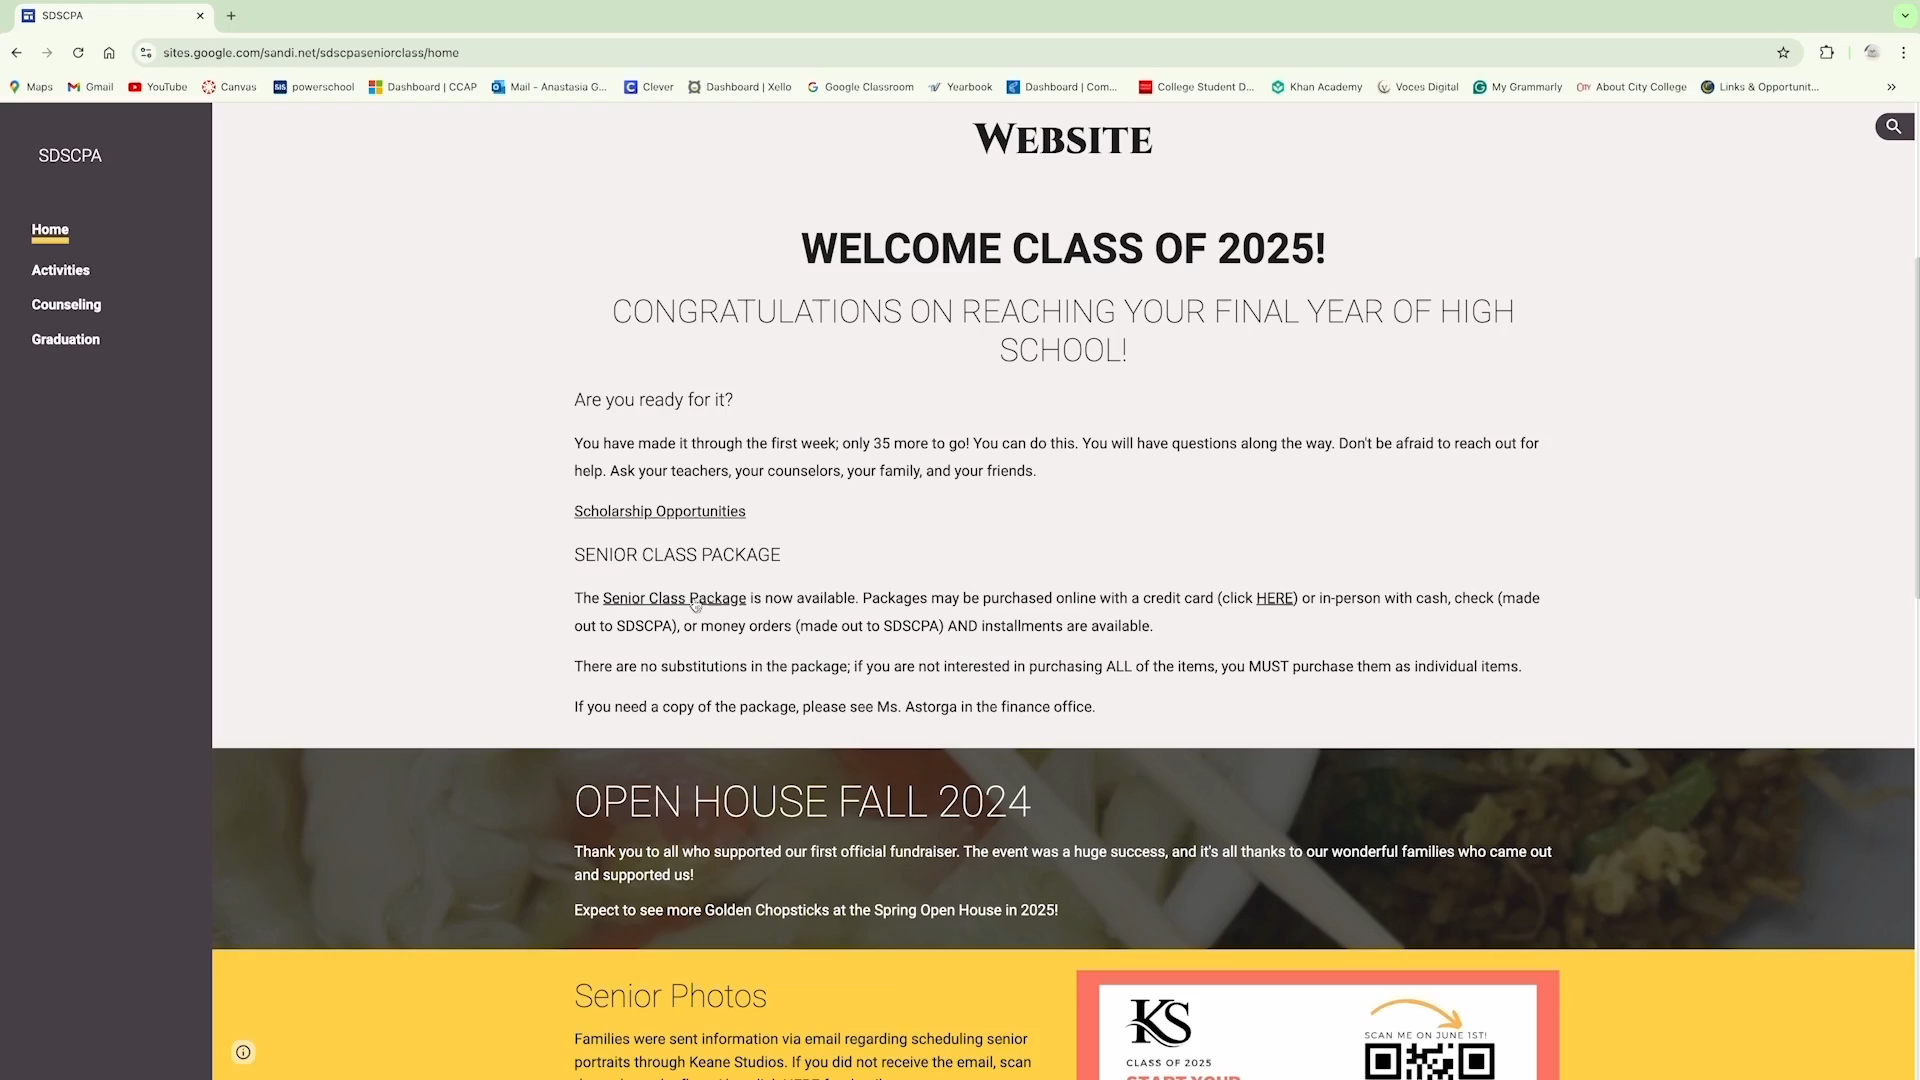 SDSCPA
sites.google.com/sandi.net/sdscpaseniorclass/home
Maps
Gmail
YouTube
Canvas
powerschool
Dashboard | CCAP
Mail - Anastasia G...
Clever
Dashboard | Xello
Google Classroom
Yearbook
Dashboard | Com...
College Student D...
Khan Academy
Voces Digital
My Grammarly
About City College
Links & Opportunit...
SDSCPA
Home
Activities
Counseling
Graduation
WEBSITE
WELCOME CLASS OF 2025!
CONGRATULATIONS ON REACHING YOUR FINAL YEAR OF HIGH
SCHOOL!
Are you ready for it?
You have made it through the first week; only 35 more to go! You can do this. You will have questions along the way. Don't be afraid to reach out for
help. Ask your teachers, your counselors, your family, and your friends.
Scholarship Opportunities
SENIOR CLASS PACKAGE
The Senior Class Package is now available. Packages may be purchased online with a credit card (click HERE) or in-person with cash, check (made
out to SDSCPA), or money orders (made out to SDSCPA) AND installments are available.
There are no substitutions in the package; if you are not interested in purchasing ALL of the items, you MUST purchase them as individual items.
If you need a copy of the package, please see Ms. Astorga in the finance office.
OPEN HOUSE FALL 2024
Thank you to all who supported our first official fundraiser. The event was a huge success, and it's all thanks to our wonderful families who came out
and supported us!
Expect to see more Golden Chopsticks at the Spring Open House in 2025!
Senior Photos
Families were sent information via email regarding scheduling senior
portraits through Keane Studios. If you did not receive the email, scan
KS
CLASS OF 2025
START YOUR
SCAN ME ON JUNE 1ST!